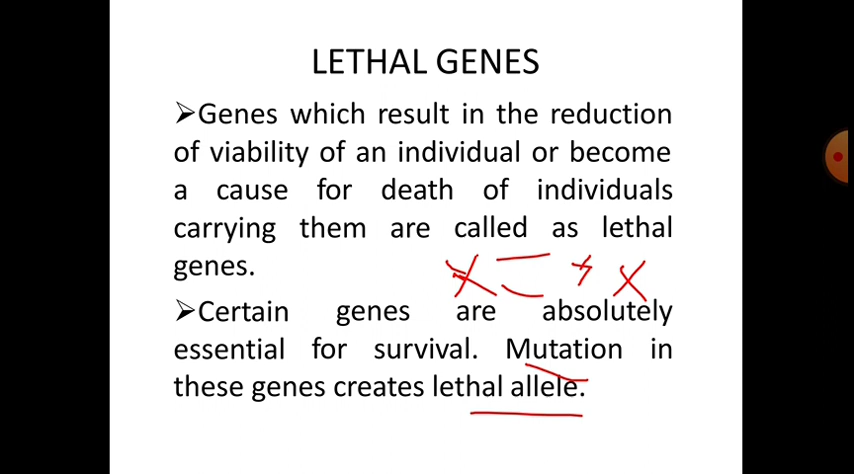 LETHAL GENES
➢Genes which result in the reduction
of viability of an individual or become
a cause for death of individuals
carrying them are called as lethal
genes.
➢Certain genes are absolutely
essential for survival. Mutation in
these genes creates lethal allele.